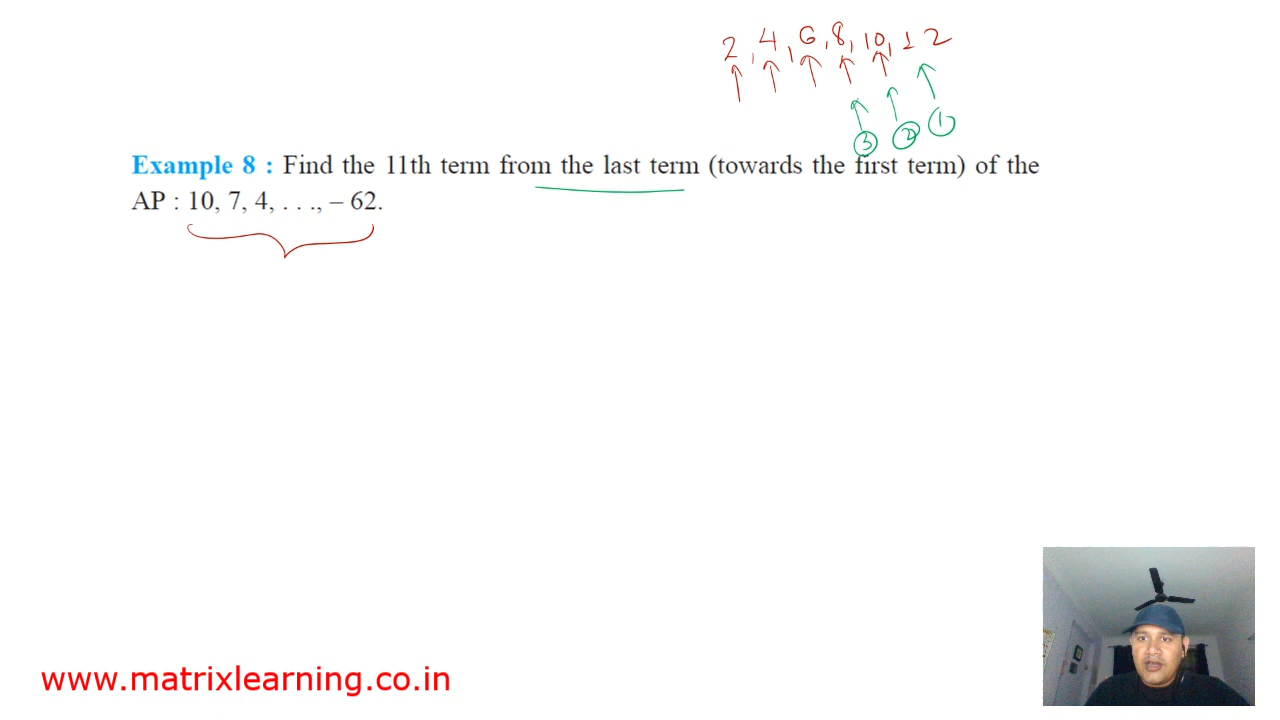 2, 4, 6, 8, 10, 12
③ ② ①
Example 8 : Find the 11th term from the last term (towards the first term) of the
AP : 10, 7, 4, . . ., – 62.
www.matrixlearning.co.in